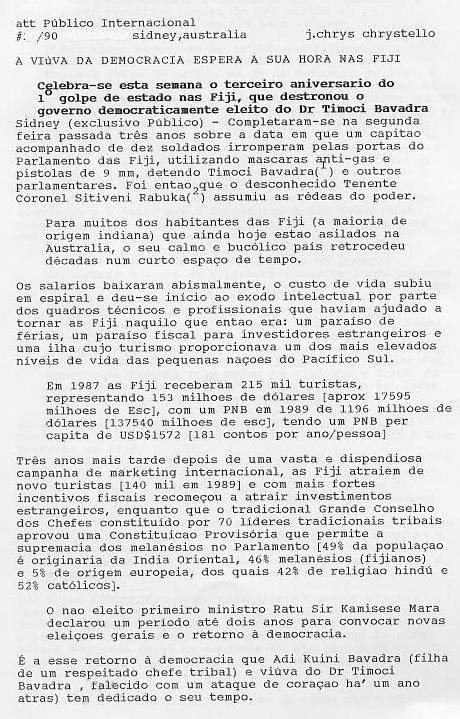 att Público Internacional
#: /90 sidney,australia j.chrys chrystello
A VIúVA DA DEMOCRACIA ESPERA A SUA HORA NAS FIJI
Celebra-se esta semana o terceiro aniversario do
1º golpe de estado nas Fiji, que destronou o
governo democraticamente eleito do Dr Timoci Bavadra
Sidney (exclusivo Público) - Completaram-se na segunda
feira passada três anos sobre a data em que um capitao
acompanhado de dez soldados irromperam pelas portas do
Parlamento das Fiji, utilizando mascaras anti-gas e
pistolas de 9 mm, detendo Timoci Bavadra(1) e outros
parlamentares. Foi entao que o desconhecido Tenente
Coronel Sitiveni Rabuka(2) assumiu as rédeas do poder.
Para muitos dos habitantes das Fiji (a maioria de
origem indiana) que ainda hoje estao asilados na
Australia, o seu calmo e bucólico país retrocedeu
décadas num curto espaço de tempo.
Os salarios baixaram abismalmente, o custo de vida subiu
em espiral e deu-se início ao exodo intelectual por parte
dos quadros técnicos e profissionais que haviam ajudado a
tornar as Fiji naquilo que entao era: um paraíso de
férias, um paraíso fiscal para investidores estrangeiros e
uma ilha cujo turismo proporcionava um dos mais elevados
níveis de vida das pequenas naçoes do Pacífico Sul.
Em 1987 as Fiji receberam 215 mil turistas,
representando 153 milhoes de dólares [aprox 17595
milhoes de Esc], com um PNB em 1989 de 1196 milhoes de
dólares [137540 milhoes de esc], tendo um PNB per
capita de USD$1572 [181 contos por ano/pessoa]
Três anos mais tarde depois de uma vasta e dispendiosa
campanha de marketing internacional, as Fiji atraiem de
novo turistas [140 mil em 1989] e com mais fortes
incentivos fiscais recomeçou a atrair investimentos
estrangeiros, enquanto que o tradicional Grande Conselho
dos Chefes constituído por 70 líderes tradicionais tribais
aprovou uma Constituicao Provisória que permite a
supremacia dos melanésios no Parlamento [49% da populaçao
é originaria da India Oriental, 46% melanésios (fijianos)
e 5% de origem europeia, dos quais 42% de religiao hindú e
52% católicos].
O nao eleito primeiro ministro Ratu Sir Kamisese Mara
declarou um período até dois anos para convocar novas
eleiçoes gerais e o retorno à democracia.
É a esse retorno à democracia que Adi Kuini Bavadra (filha
de um respeitado chefe tribal) e viúva do Dr Timoci
Bavadra , falecido com um ataque de coraçao ha' um ano
atras) tem dedicado o seu tempo.